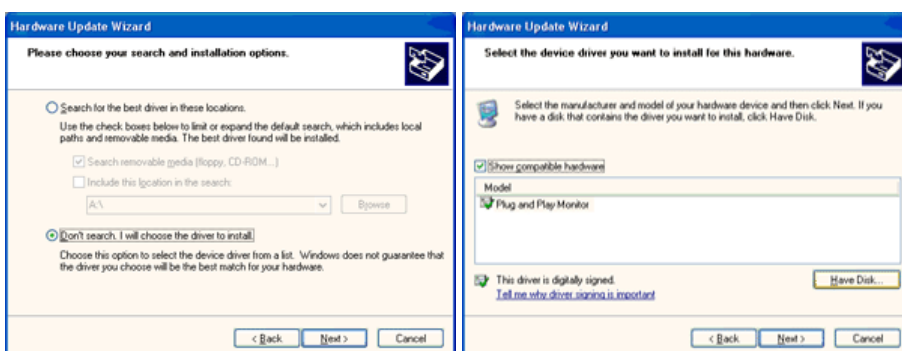 Hardware Update Wizard
Please choose your search and installation options.
Search for the best driver in these locations.
Use the check boxes below to limit or expand the default search, which includes local
paths and removable media. The best driver found will be installed.
Search removable media (floppy, CD-ROM...)
Include this location in the search:
A:\
Browse
Don't search. I will choose the driver to install.
Choose this option to select the device driver from a list. Windows does not guarantee that
the driver you choose will be the best match for your hardware.
< Back
Next >
Cancel
Hardware Update Wizard
Select the device driver you want to install for this hardware.
Select the manufacturer and model of your hardware device and then click Next. If you
have a disk that contains the driver you want to install, click Have Disk.
Show compatible hardware
Model
Plug and Play Monitor
This driver is digitally signed.
Tell me why driver signing is important
Have Disk...
< Back
Next >
Cancel